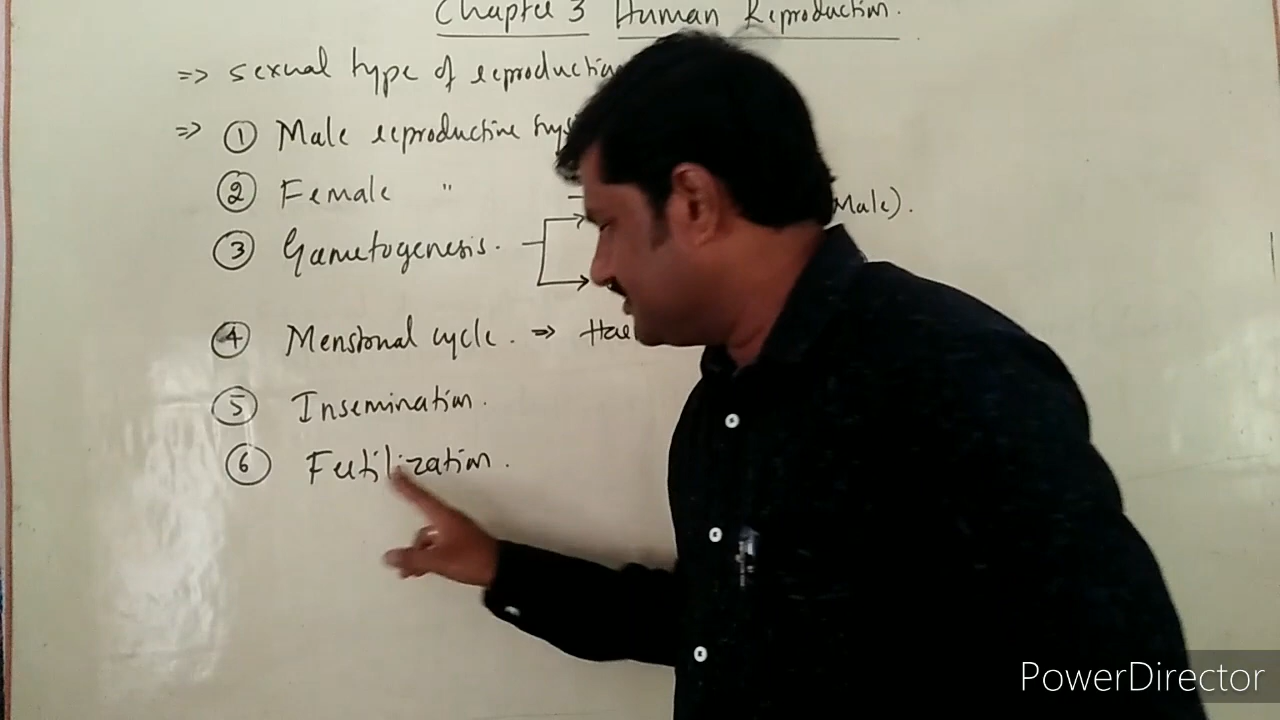 Chapter 3 Human Reproduction.
⇒ sexual type of reproduction
⇒ ① Male reproductive
② Female "
Male).
③ Gametogenesis.
④ Menstrual cycle. ⇒
⑤ Insemination.
⑥ Fertilization.
PowerDirector